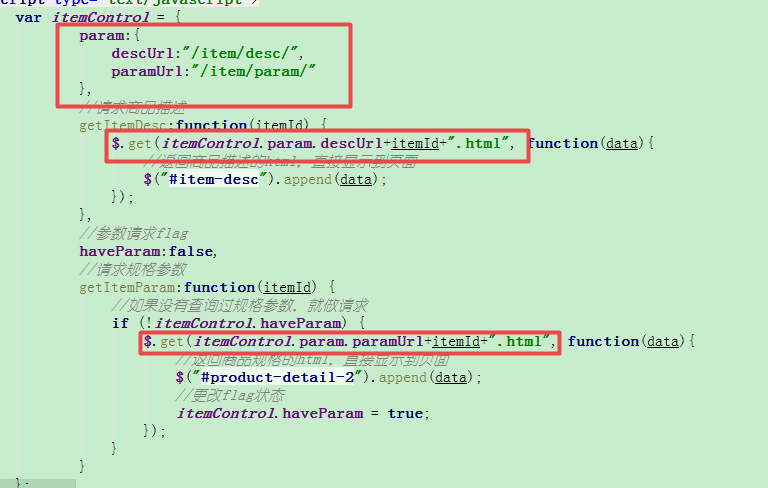 cript type="text/javascript">
var itemControl = {
param:{
descUrl:"/item/desc/",
paramUrl:"/item/param/"
},
//请求商品描述
getItemDesc:function(itemId) {
$.get(itemControl.param.descUrl+itemId+".html", function(data){
//返回商品描述的html，直接显示到页面
$("#item-desc").append(data);
});
},
//参数请求flag
haveParam:false,
//请求规格参数
getItemParam:function(itemId) {
//如果没有查询过规格参数，就做请求
if (!itemControl.haveParam) {
$.get(itemControl.param.paramUrl+itemId+".html", function(data){
//返回商品规格的html，直接显示到页面
$("#product-detail-2").append(data);
//更改flag状态
itemControl.haveParam = true;
});
}
}
};